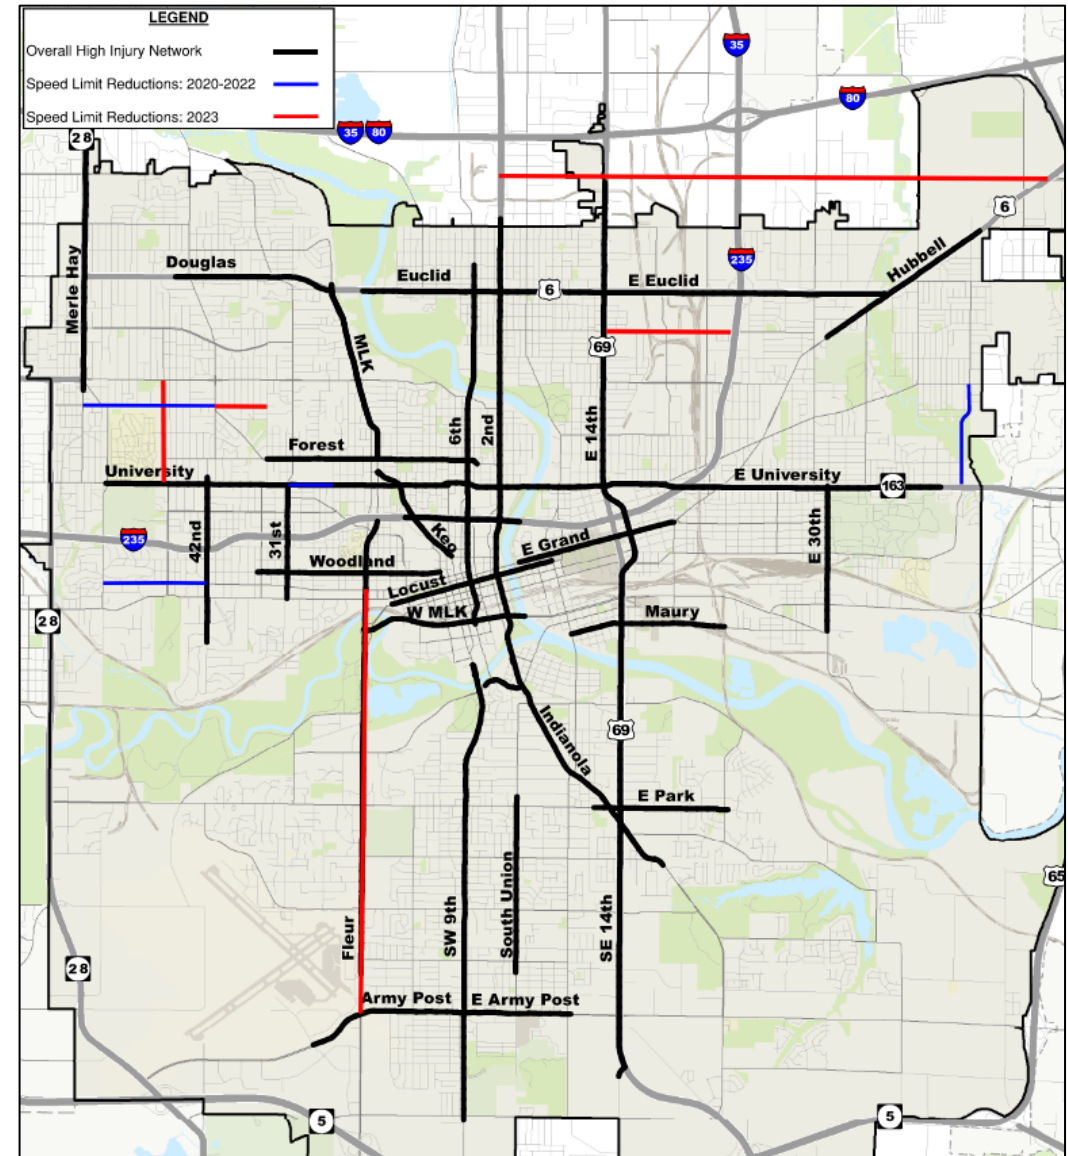 LEGEND
Overall High Injury Network
Speed Limit Reductions: 2020-2022
Speed Limit Reductions: 2023
35
80
35 80
28
6
Merle Hay
Douglas
Euclid
6
E Euclid
235
Hubbell
69
MLK
6th
2nd
E 14th
Forest
University
E University
163
42nd
31st
235
Keo
E Grand
E 30th
Woodland
Locust
W MLK
Maury
28
69
Indianola
E Park
65
Fleur
SW 9th
South Union
SE 14th
28
Army Post
E Army Post
5
5